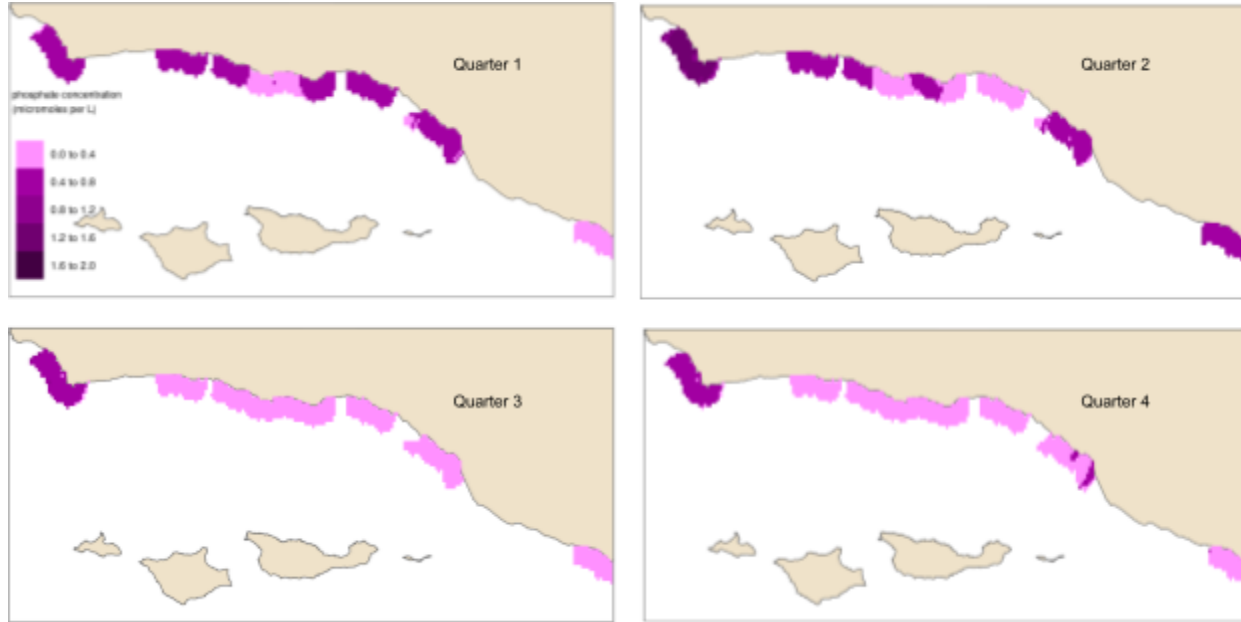 Quarter 1
phosphate concentration
(micromoles per L)
0.0 to 0.4
0.4 to 0.8
0.8 to 1.2
1.2 to 1.6
1.6 to 2.0
Quarter 2
Quarter 3
Quarter 4